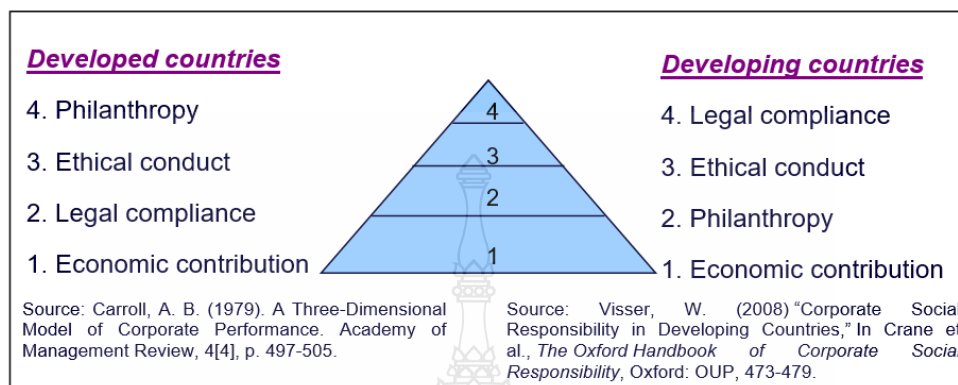 Developed countries
4. Philanthropy
3. Ethical conduct
2. Legal compliance
1. Economic contribution
4
3
2
1
Developing countries
4. Legal compliance
3. Ethical conduct
2. Philanthropy
1. Economic contribution
Source: Carroll, A. B. (1979). A Three-Dimensional
Model of Corporate Performance. Academy of
Management Review, 4[4], p. 497-505.
Source: Visser, W. (2008) “Corporate Social
Responsibility in Developing Countries,” In Crane et
al., The Oxford Handbook of Corporate Social
Responsibility, Oxford: OUP, 473-479.